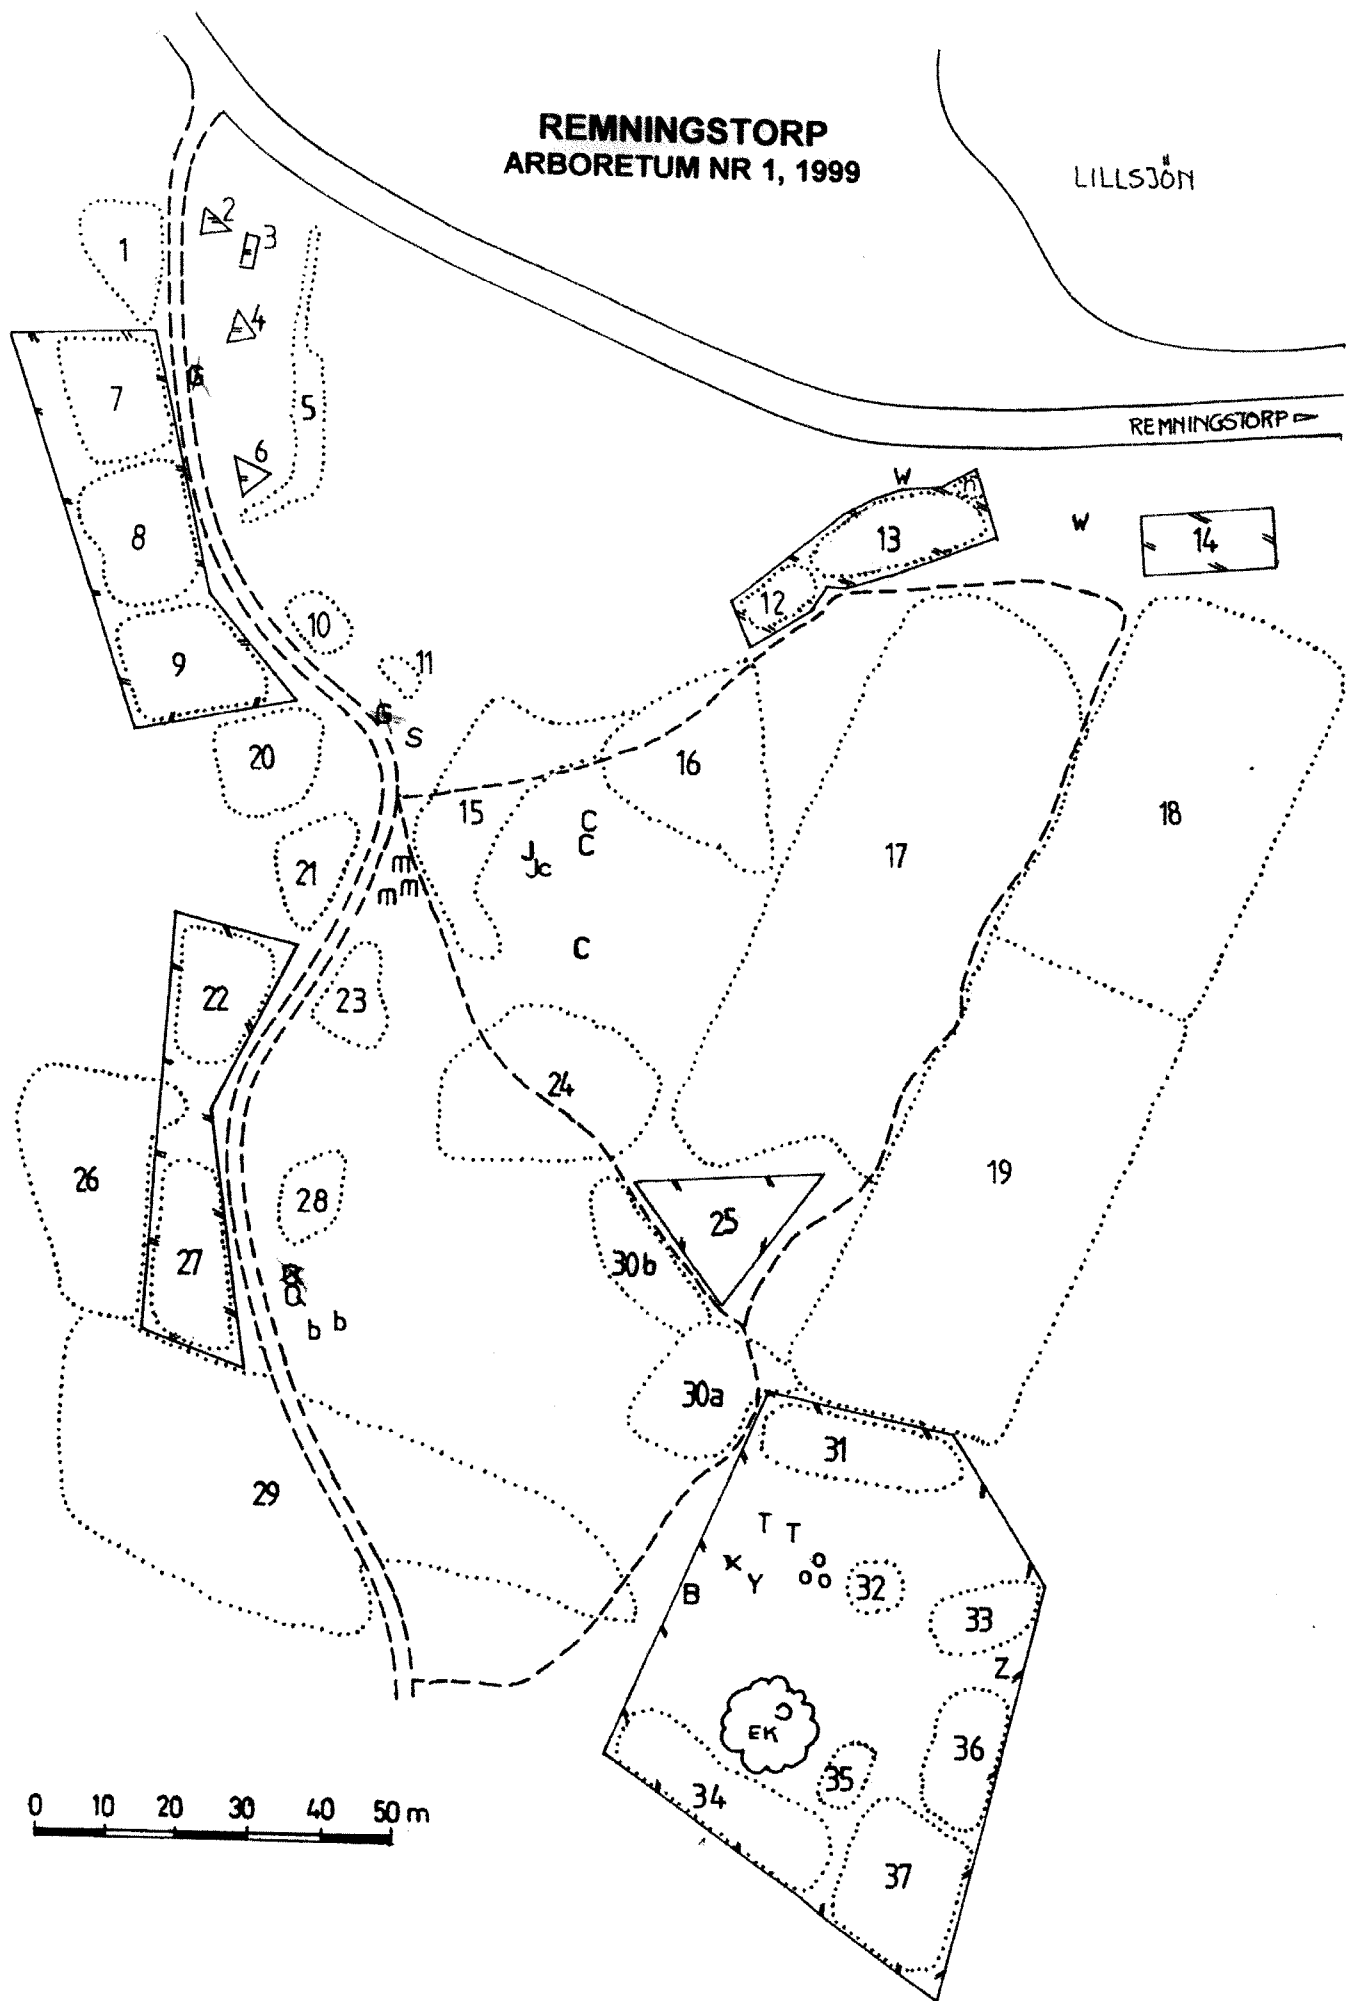 REMNINGSTORP
ARBORETUM NR 1, 1999
LILLSJÖN
2
1
3
4
7
5
REMNINGSTORP
6
W
n
W
8
13
14
12
10
9
11
G
S
20
16
15
C
C
J
Jc
18
17
21
m
m m
C
22
23
24
26
28
19
25
27
30b
Q
b b
30a
31
29
T T
X Y
o
o o
32
B
33
Z
EK
36
35
34
37
0 10 20 30 40 50 m